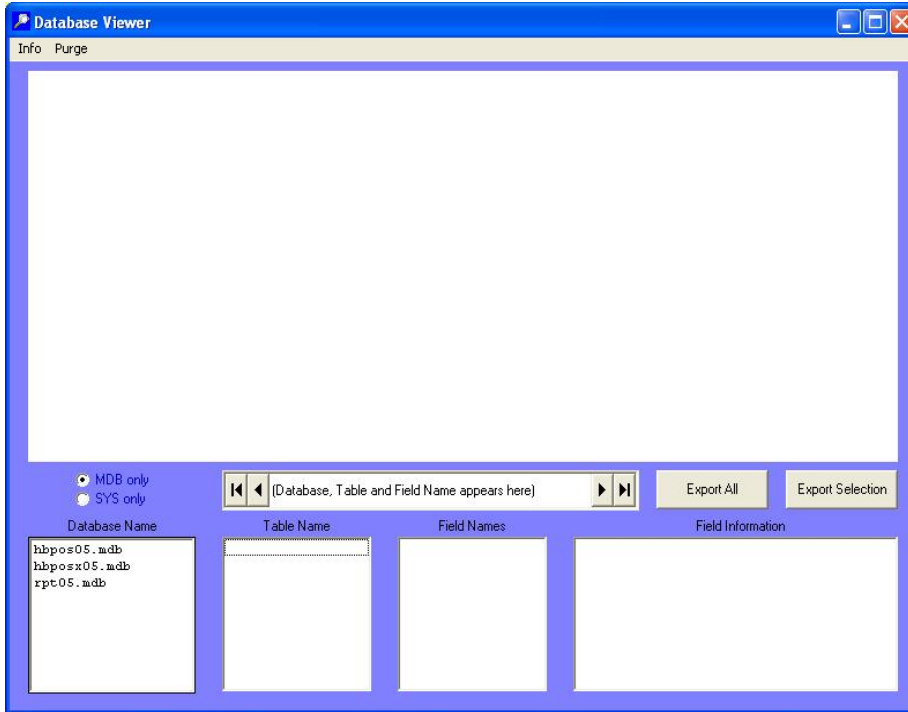 Database Viewer
Info Purge
MDB only
SYS only
(Database, Table and Field Name appears here)
Export All
Export Selection
Database Name
Table Name
Field Names
Field Information
hbpos05.mdb
hbposx05.mdb
rpt05.mdb